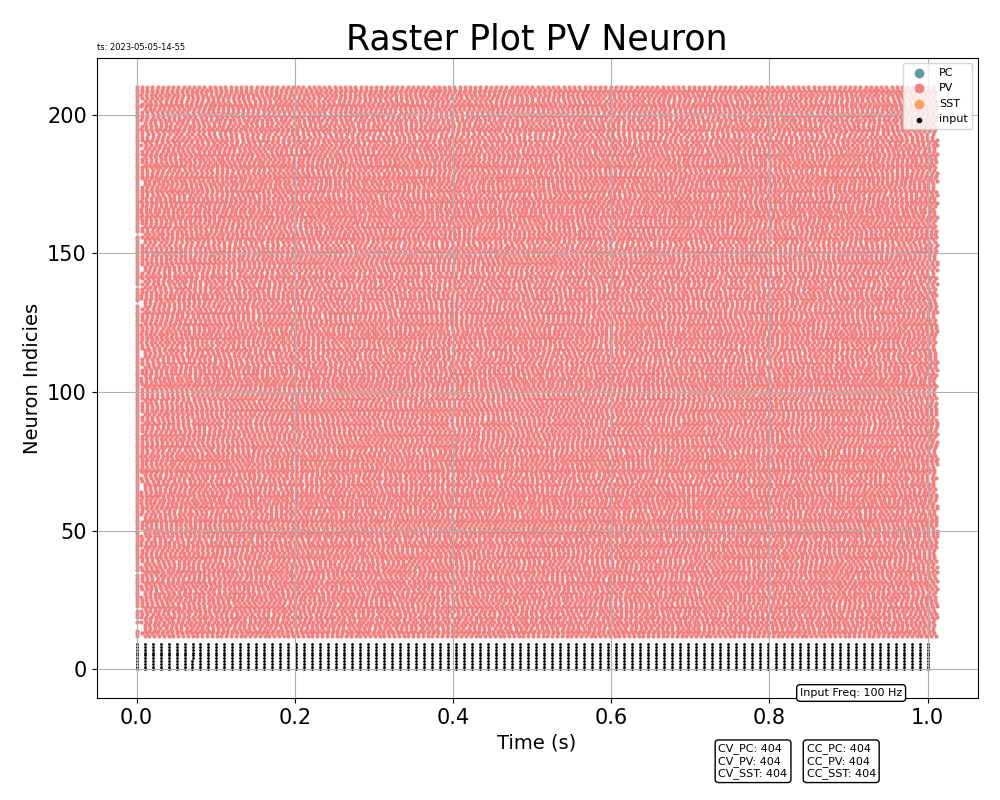 Raster Plot PV Neuron
ts: 2023-05-05-14-55
PC
PV
SST
input
200
150
100
50
0
Neuron Indicies
Input Freq: 100 Hz
0.0 0.2 0.4 0.6 0.8 1.0
Time (s)
CV_PC: 404
CV_PV: 404
CV_SST: 404
CC_PC: 404
CC_PV: 404
CC_SST: 404